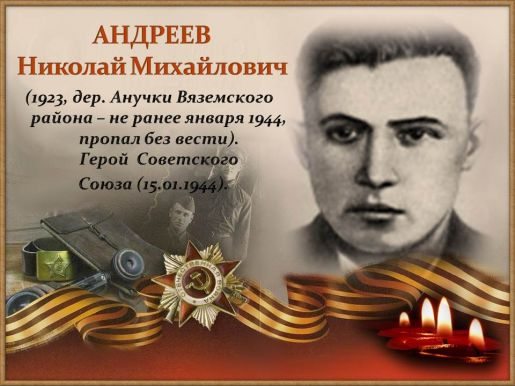 АНДРЕЕВ
Николай Михайлович
(1923, дер. Анучки Вяземского
района – не ранее января 1944,
пропал без вести).
Герой Советского
Союза (15.01.1944).